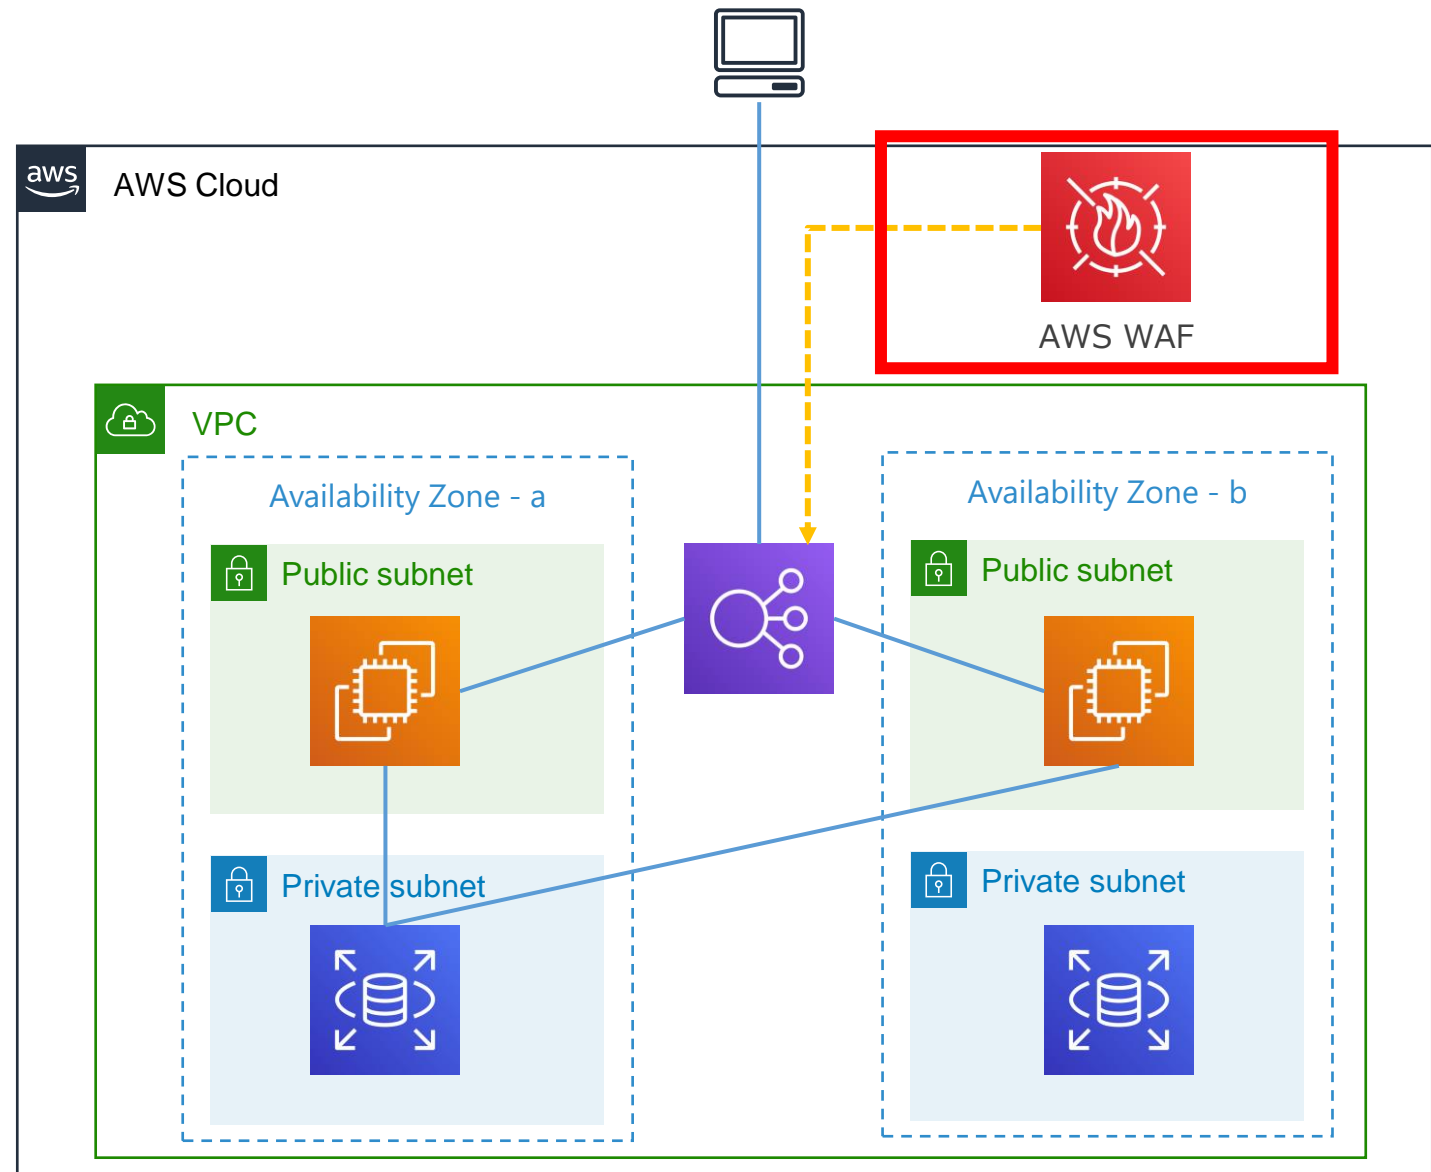 aws
AWS Cloud
AWS WAF
VPC
Availability Zone - a
Availability Zone - b
Public subnet
Public subnet
Private subnet
Private subnet